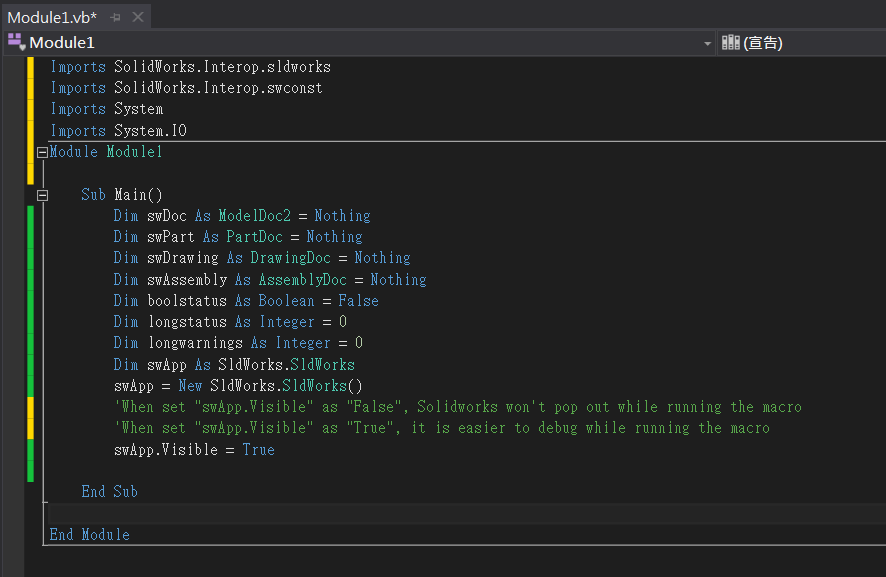 Module1.vb*
Module1
(宣告)
Imports SolidWorks.Interop.sldworks
Imports SolidWorks.Interop.swconst
Imports System
Imports System.IO
Module Module1
Sub Main()
Dim swDoc As ModelDoc2 = Nothing
Dim swPart As PartDoc = Nothing
Dim swDrawing As DrawingDoc = Nothing
Dim swAssembly As AssemblyDoc = Nothing
Dim boolstatus As Boolean = False
Dim longstatus As Integer = 0
Dim longwarnings As Integer = 0
Dim swApp As SldWorks.SldWorks
swApp = New SldWorks.SldWorks()
'When set "swApp.Visible" as "False", Solidworks won't pop out while running the macro
'When set "swApp.Visible" as "True", it is easier to debug while running the macro
swApp.Visible = True
End Sub
End Module